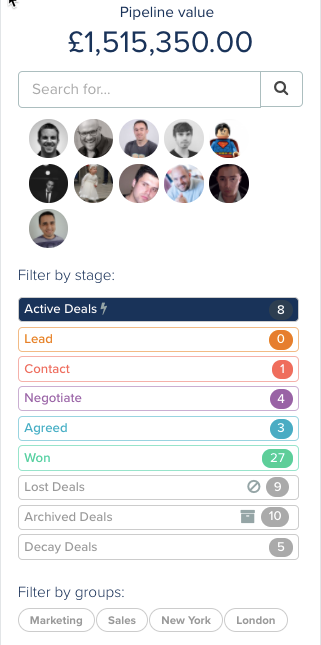 Pipeline value
£1,515,350.00
Search for...
Filter by stage:
Active Deals 8
Lead 0
Contact 1
Negotiate 4
Agreed 3
Won 27
Lost Deals 9
Archived Deals 10
Decay Deals 5
Filter by groups:
Marketing Sales New York London